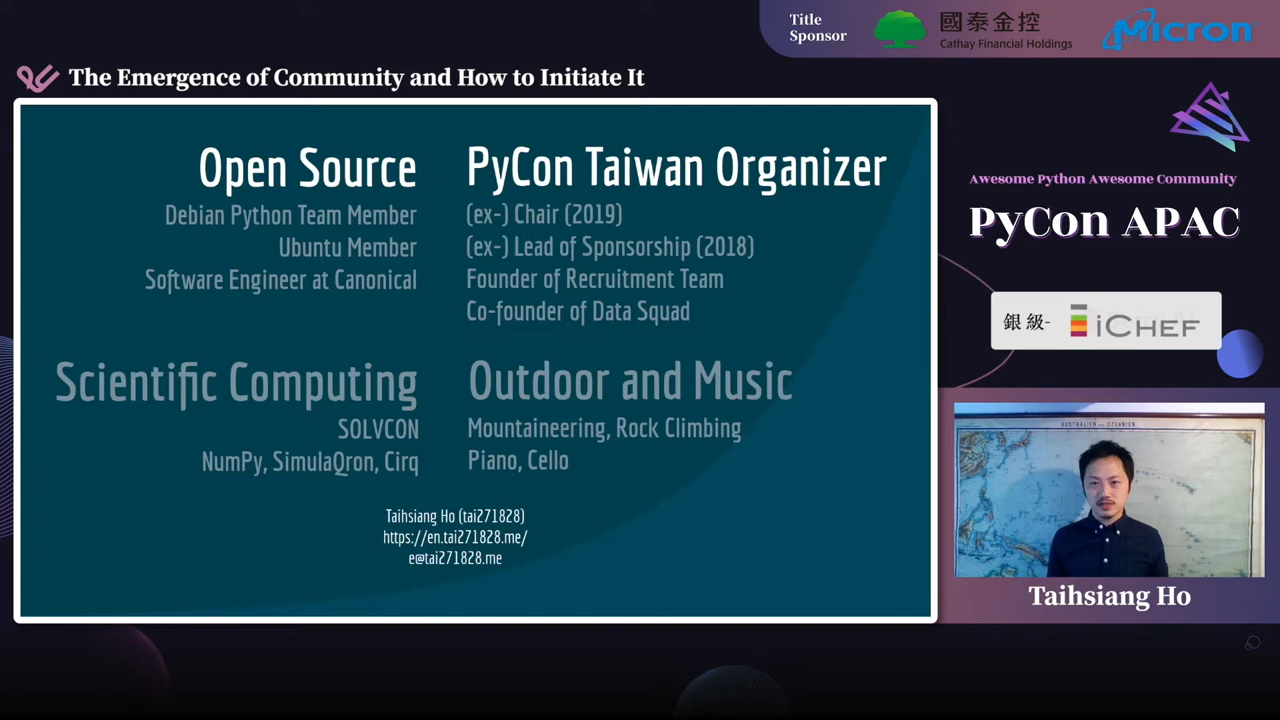 Title
Sponsor
國泰金控
Cathay Financial Holdings
Micron
The Emergence of Community and How to Initiate It
Open Source
Debian Python Team Member
Ubuntu Member
Software Engineer at Canonical
PyCon Taiwan Organizer
(ex-) Chair (2019)
(ex-) Lead of Sponsorship (2018)
Founder of Recruitment Team
Co-founder of Data Squad
Scientific Computing
SOLVCON
NumPy, SimulaQron, Cirq
Outdoor and Music
Mountaineering, Rock Climbing
Piano, Cello
Taihsiang Ho (tai271828)
https://en.tai271828.me/
e@tai271828.me
Awesome Python Awesome Community
PyCon APAC
銀級-
iCHEF
AUSTRALIEN und OZEANIEN
Taihsiang Ho